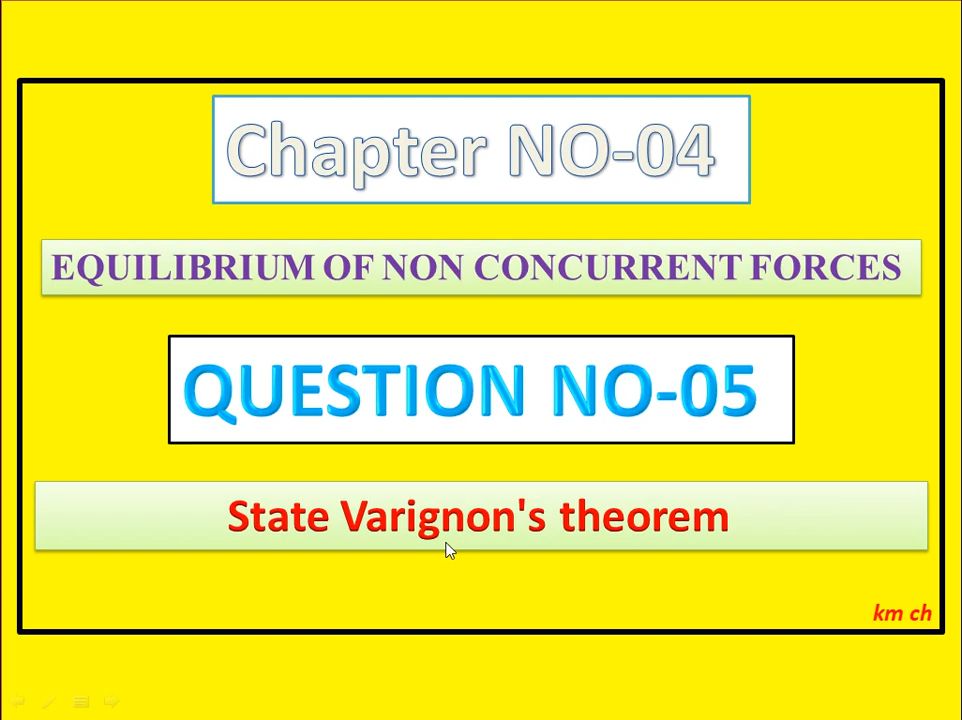 Chapter NO-04
EQUILIBRIUM OF NON CONCURRENT FORCES
QUESTION NO-05
State Varignon's theorem
km ch